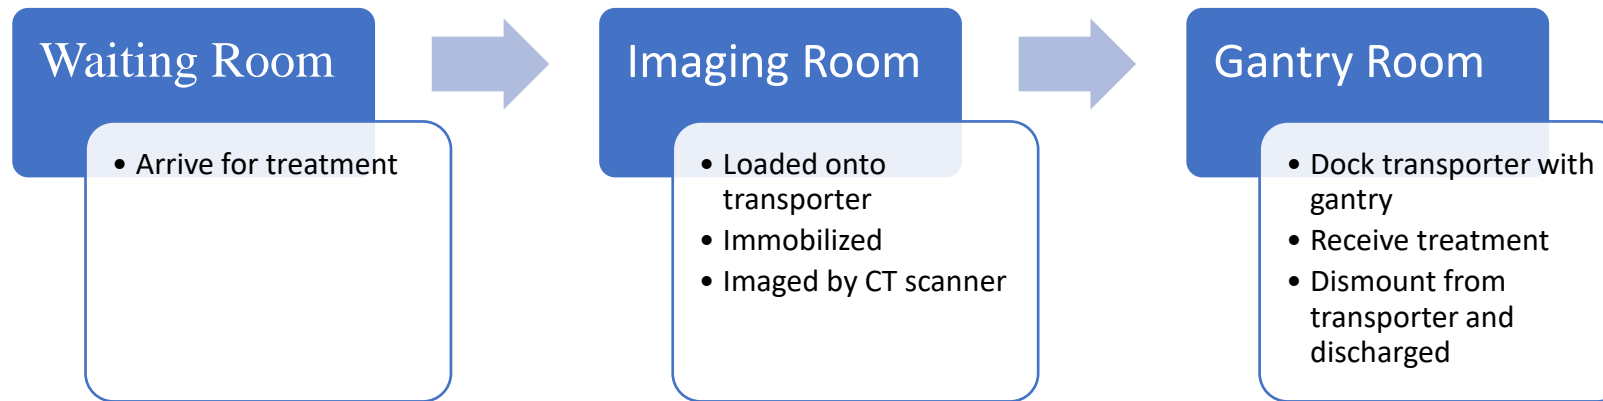 Waiting Room
• Arrive for treatment
Imaging Room
• Loaded onto
transporter
• Immobilized
• Imaged by CT scanner
Gantry Room
• Dock transporter with
gantry
• Receive treatment
• Dismount from
transporter and
discharged